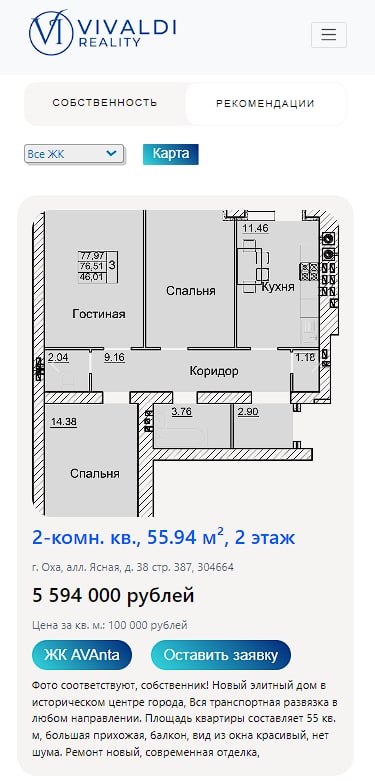 VIVALDI
REALITY
СОБСТВЕННОСТЬ
РЕКОМЕНДАЦИИ
Все ЖК
Карта
11.46
77,97
76,51 3
46,01
Гостиная
Спальня
Кухня
2.04
9.16
Коридор
1.18
14.38
3.76
2.90
Спальня
2-комн. кв., 55.94 м², 2 этаж
г. Оха, алл. Ясная, д. 38 стр. 387, 304664
5 594 000 рублей
Цена за кв. м.: 100 000 рублей
ЖК AVAnta
Оставить заявку
Фото соответствуют, собственник! Новый элитный дом в
историческом центре города, Вся транспортная развязка в
любом направлении. Площадь квартиры составляет 55 кв.
м, большая прихожая, балкон, вид из окна красивый, нет
шума. Ремонт новый, современная отделка,